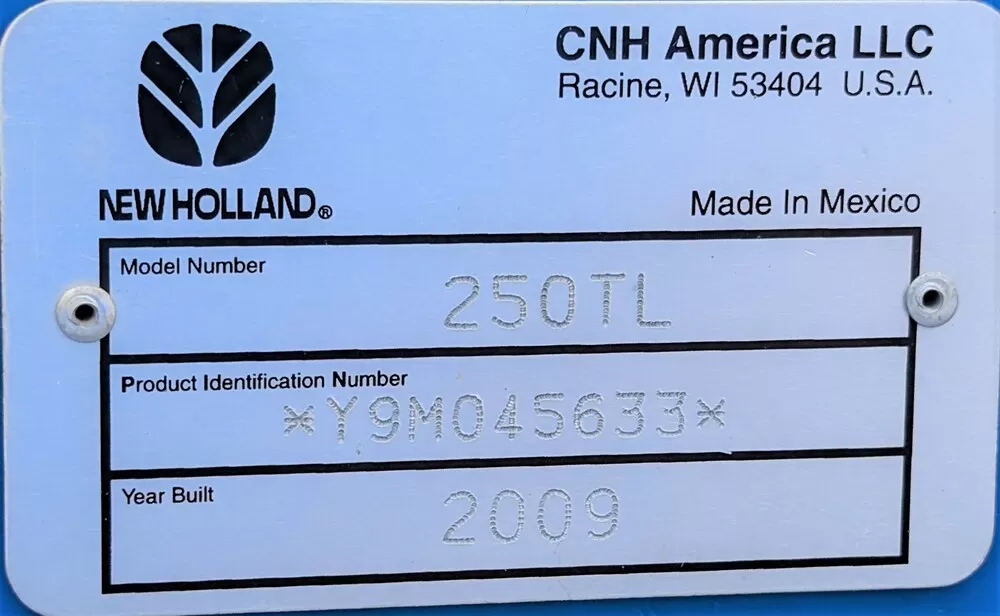 CNH America LLC
Racine, WI 53404 U.S.A.
NEW HOLLAND®
Made In Mexico
Model Number
250TL
Product Identification Number
*Y9M045633*
Year Built
2009